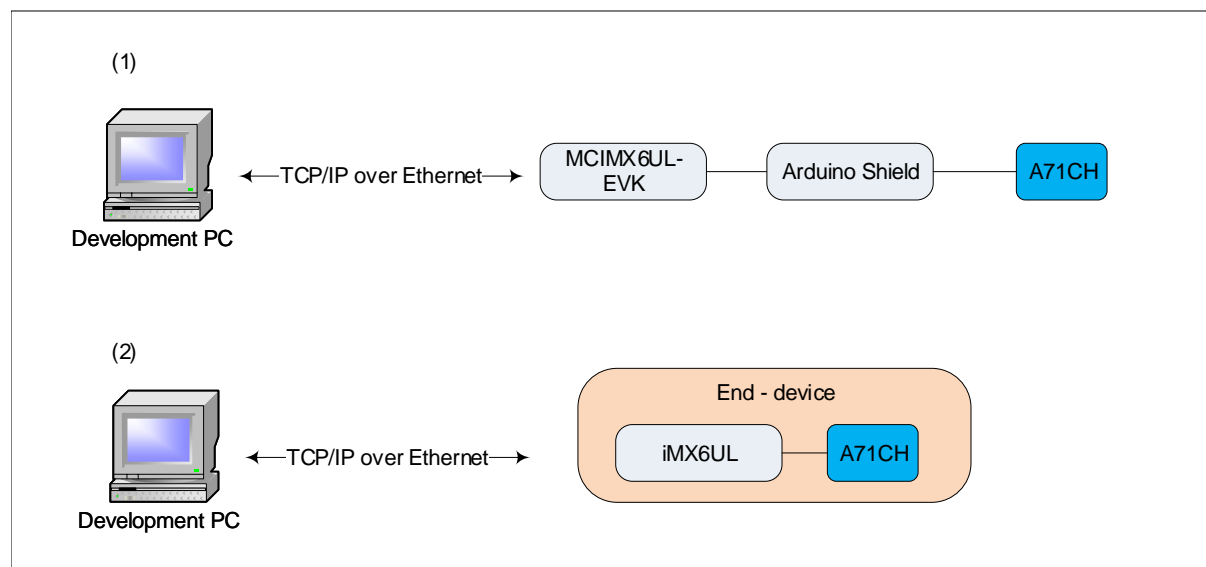 (1)
TCP/IP over Ethernet
MCIMX6UL-
EVK
Arduino Shield
A71CH
Development PC
(2)
End - device
TCP/IP over Ethernet
iMX6UL
A71CH
Development PC